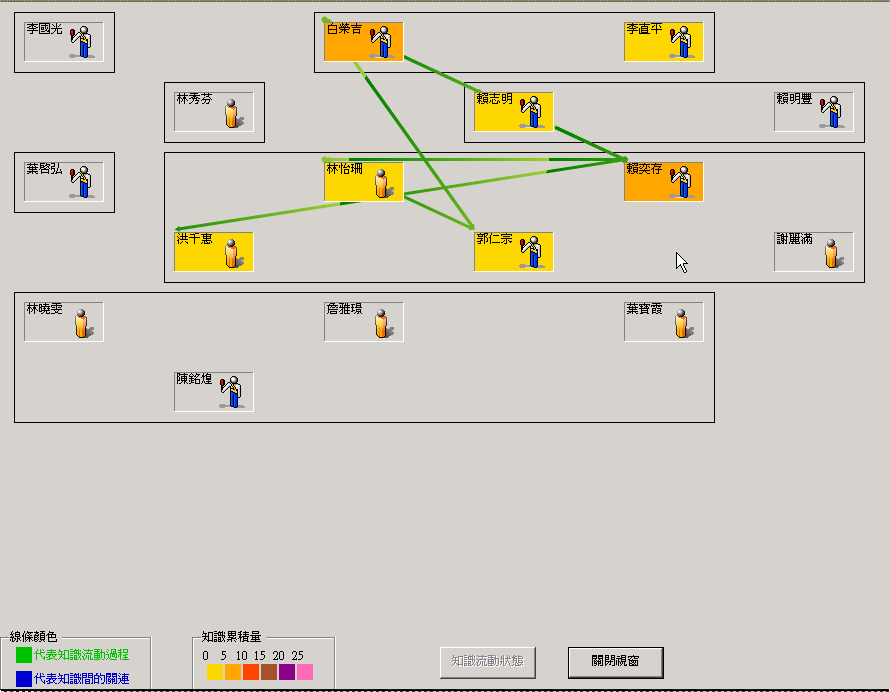 李國光
白榮吉
李直平
林秀芬
賴志明
賴明豐
葉啓弘
林怡珊
賴奕存
洪千惠
郭仁宗
謝麗滿
林曉雯
詹雅璟
葉寶霞
陳銘煌
線條顏色
代表知識流動過程
代表知識間的關連
知識累積量
0 5 10 15 20 25
知識流動狀態
關閉視窗